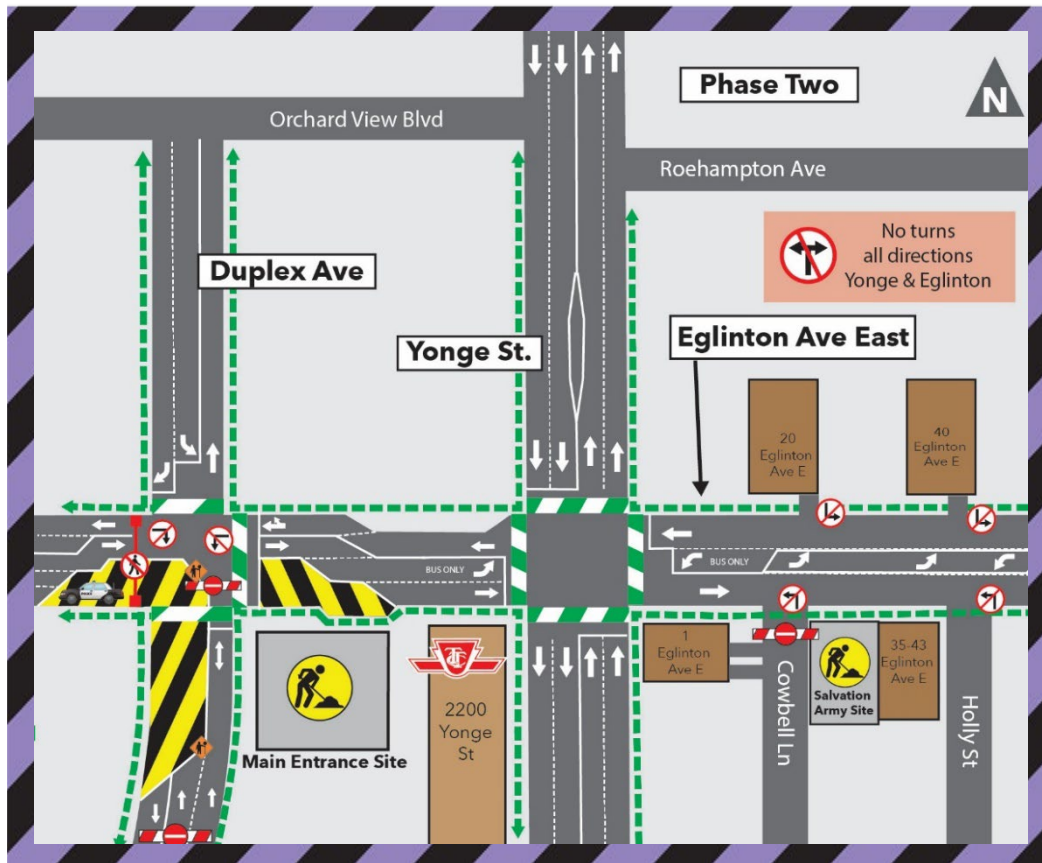 Phase Two
N
Orchard View Blvd
Roehampton Ave
No turns
all directions
Yonge & Eglinton
Duplex Ave
Yonge St.
Eglinton Ave East
20
Eglinton
Ave E
40
Eglinton
Ave E
BUS ONLY
BUS ONLY
TTC
1
Eglinton
Ave E
35-43
Eglinton
Ave E
Salvation
Army Site
Cowbell Ln
Holly St
2200
Yonge
St
Main Entrance Site